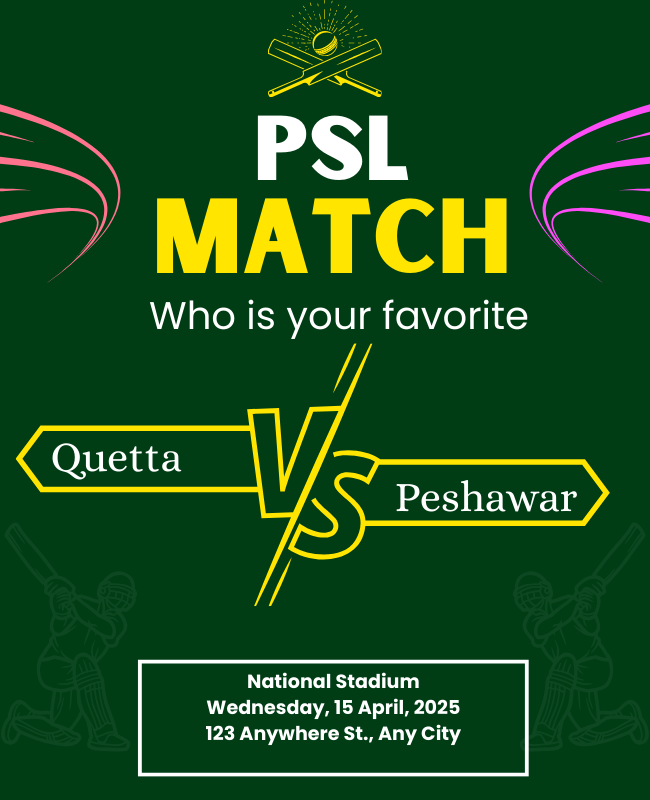 PSL
MATCH
Who is your favorite
VS
Quetta
Peshawar
National Stadium
Wednesday, 15 April, 2025
123 Anywhere St., Any City